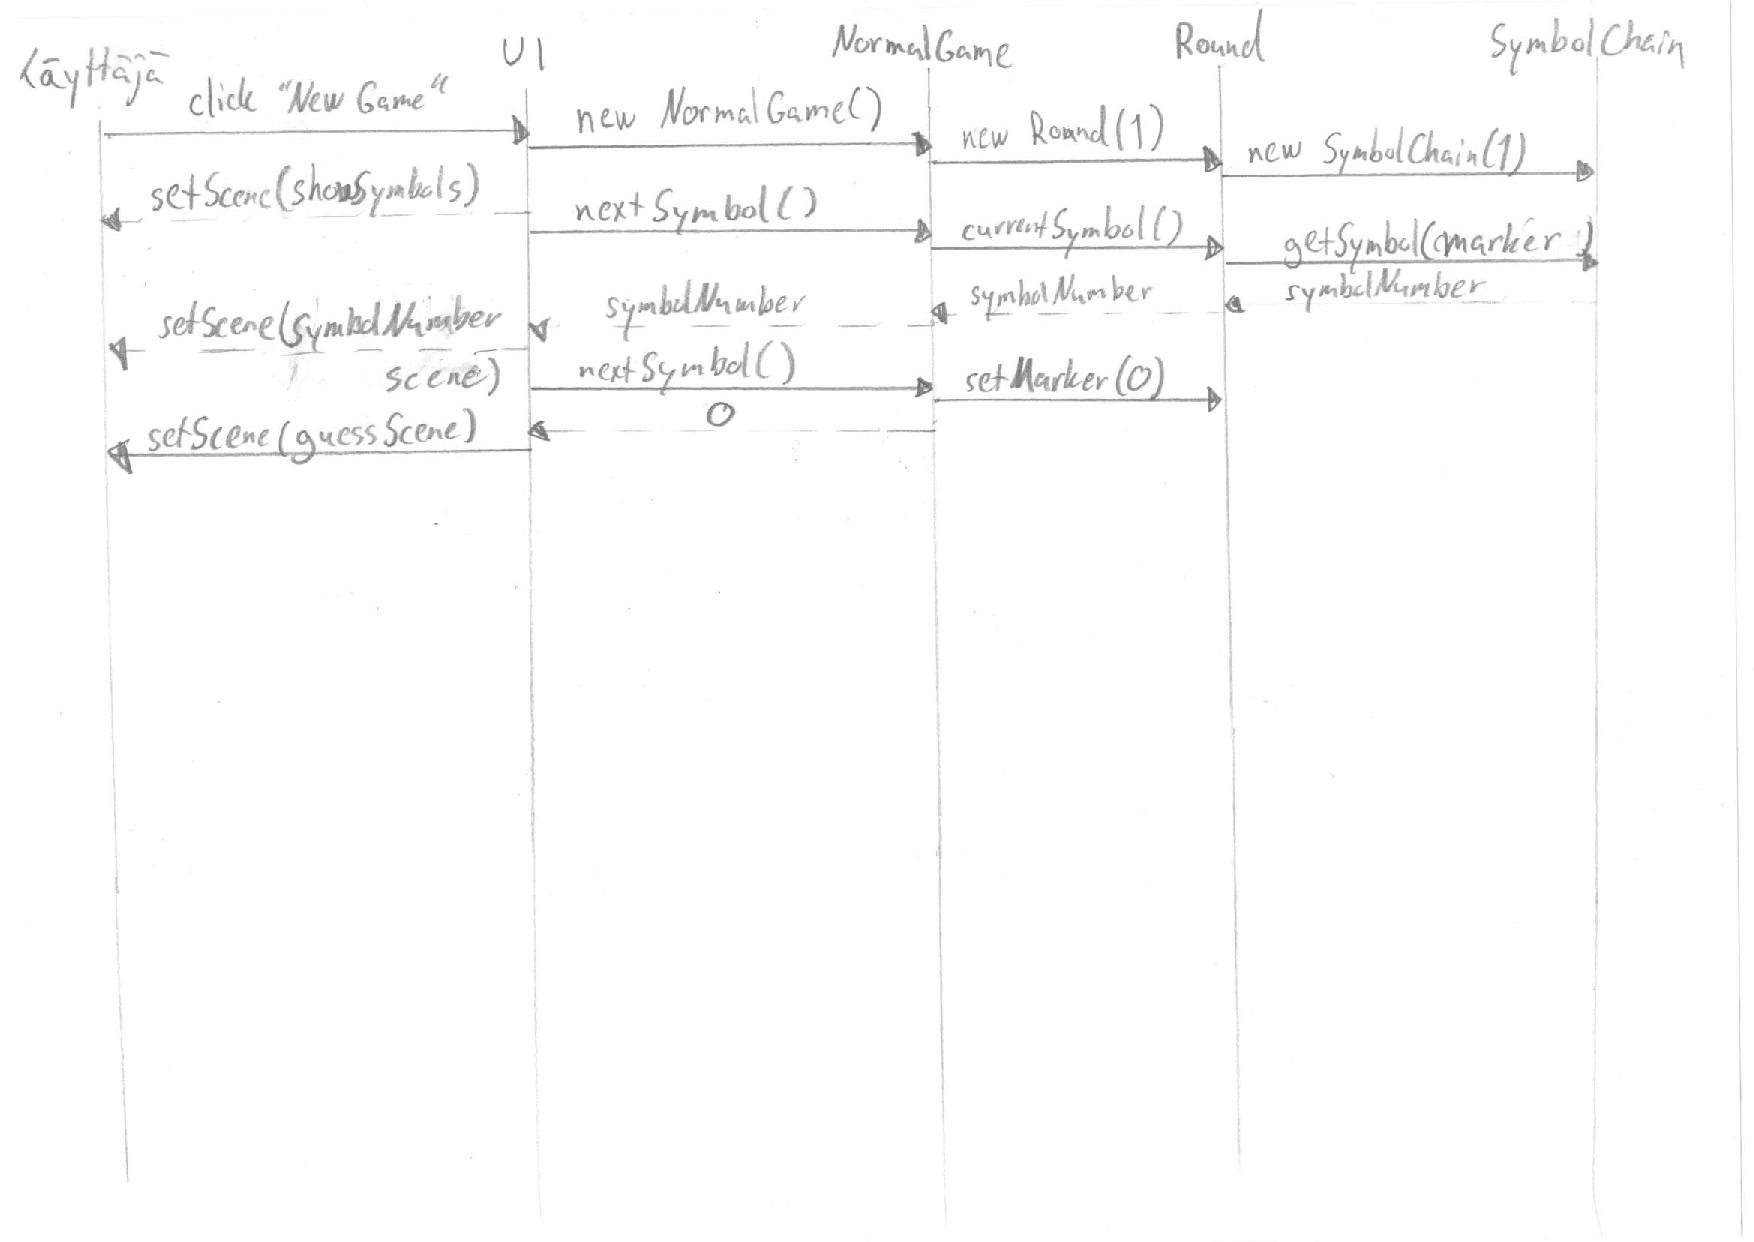 Käyttäjä
UI
NormalGame
Round
SymbolChain
click "New Game"
new NormalGame()
new Round(1)
new SymbolChain(1)
setScene(showSymbols)
nextSymbol()
currentSymbol()
getSymbol(marker)
symbolNumber
symbolNumber
symbolNumber
setScene(symbolNumber
scene)
nextSymbol()
setMarker(0)
0
setScene(guessScene)